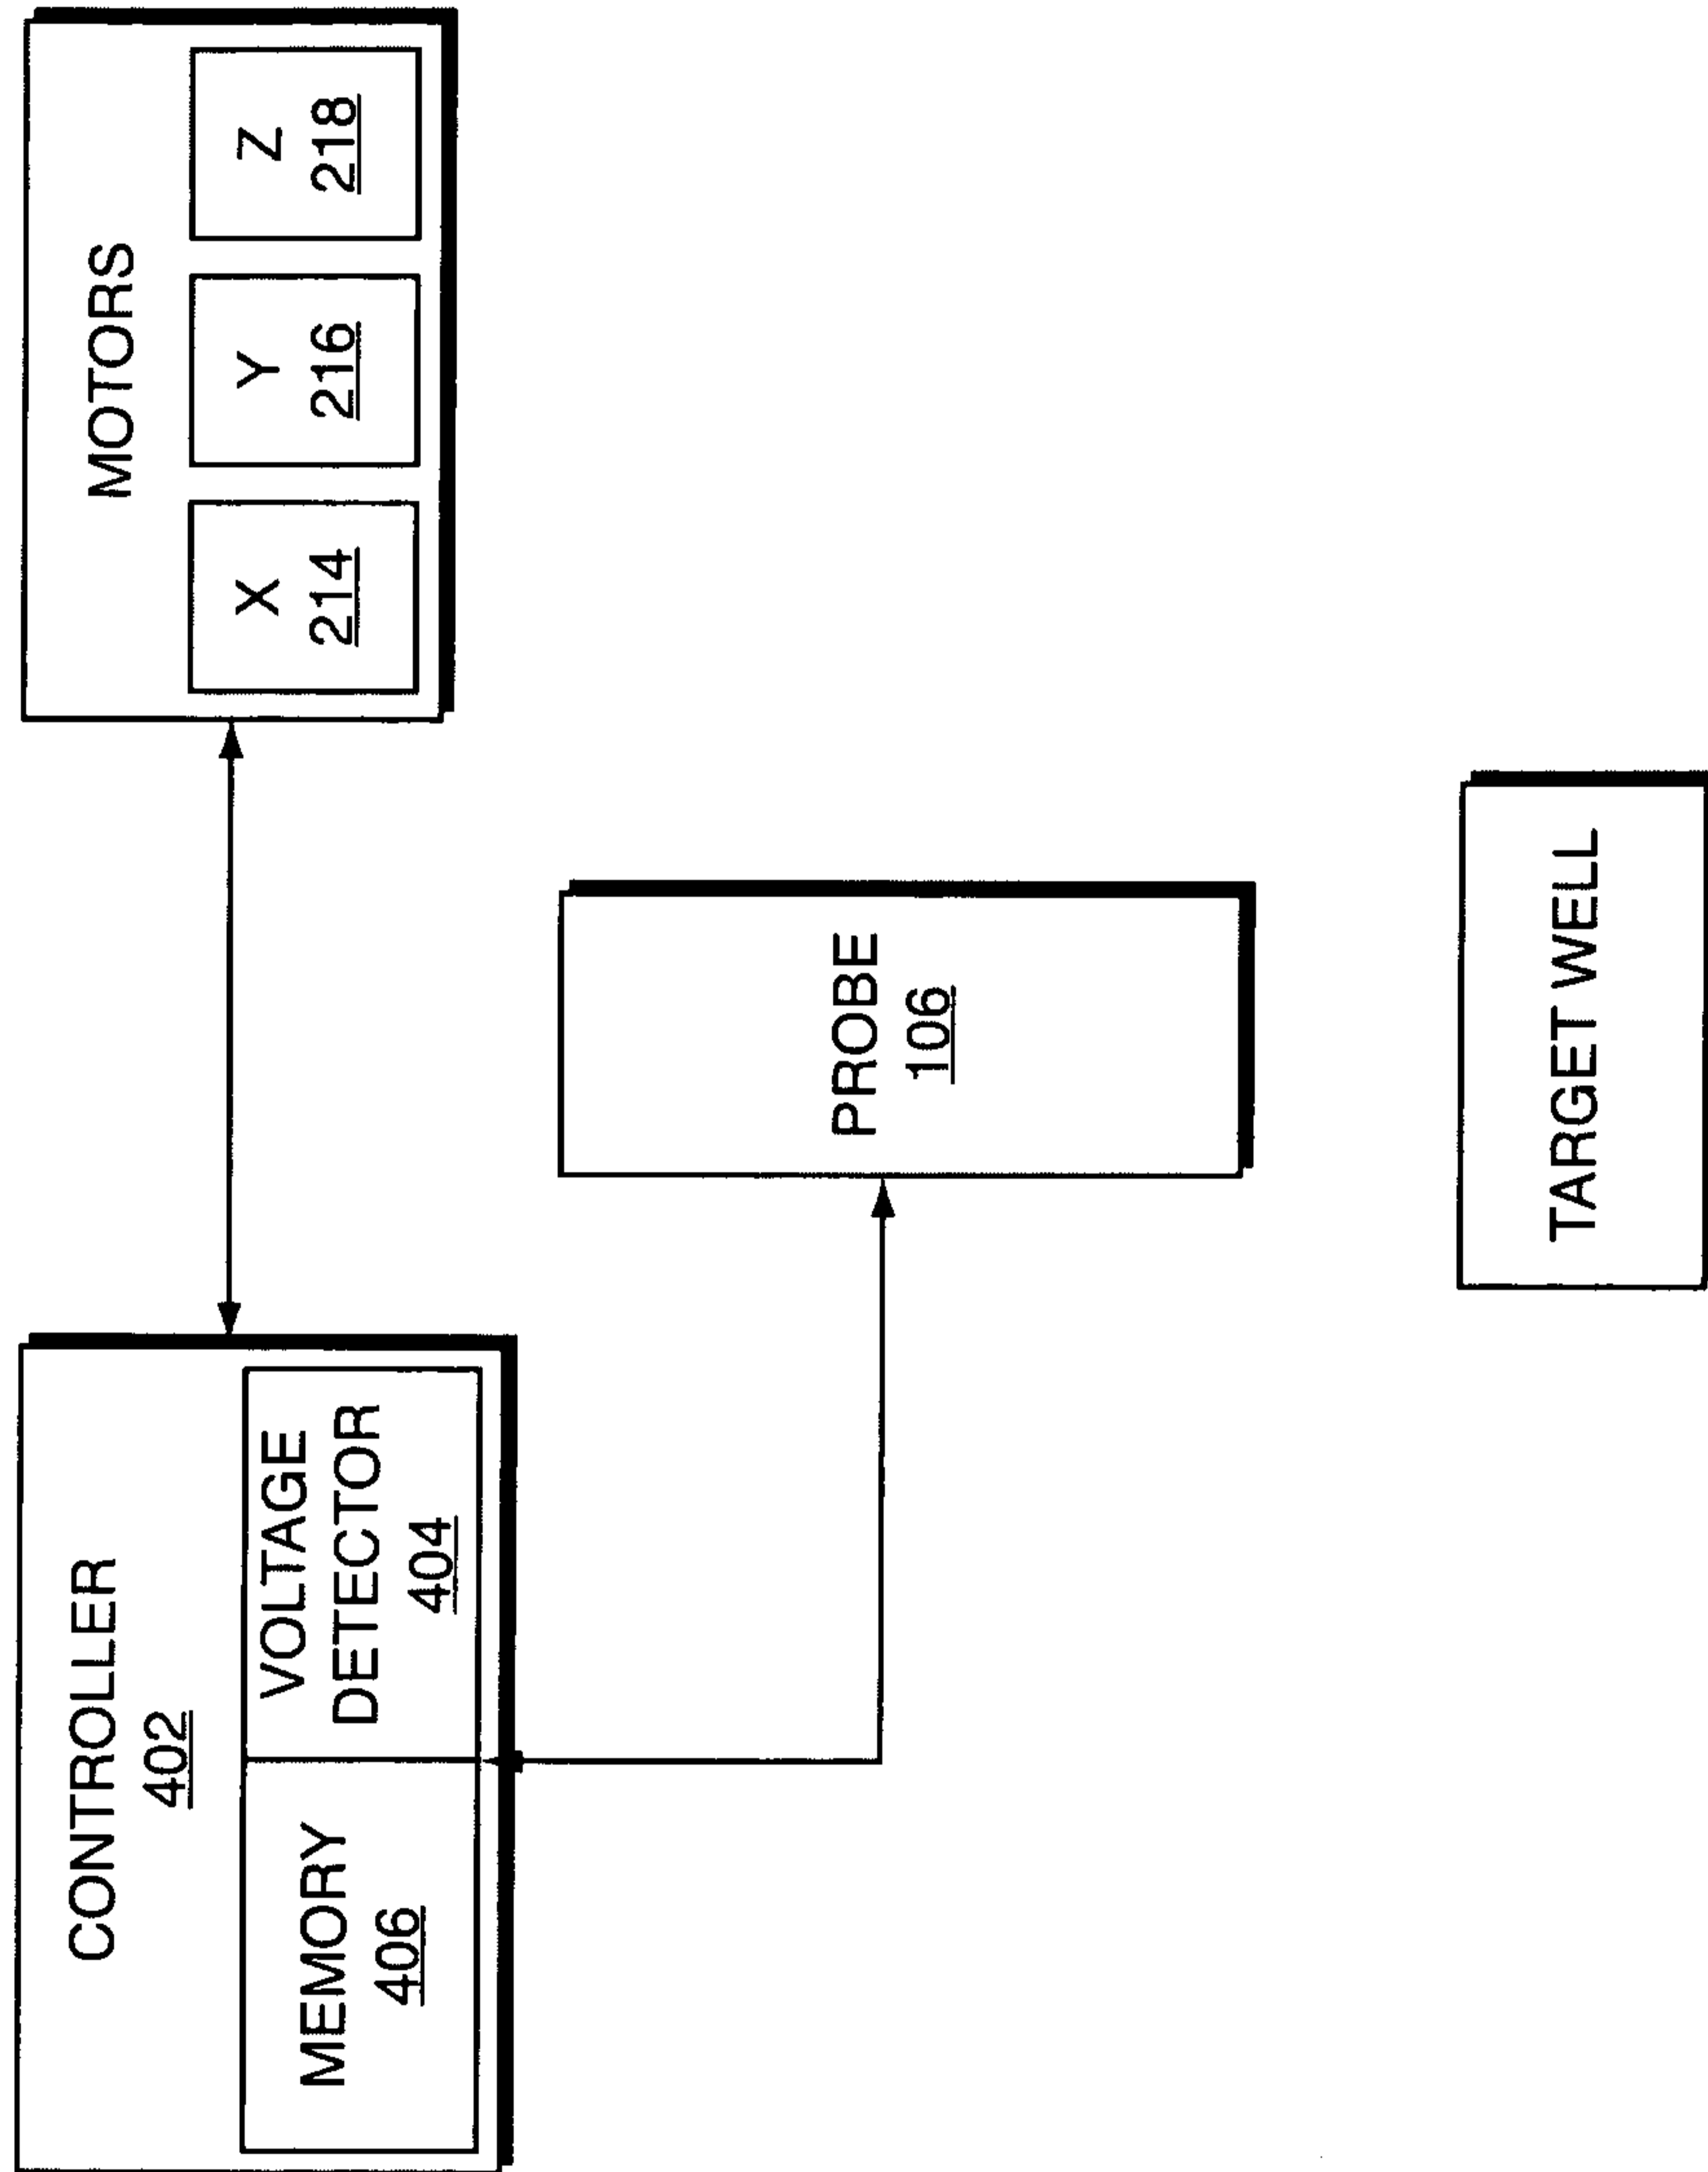 CONTROLLER
402
MEMORY
406
VOLTAGE
DETECTOR
404
MOTORS
X
214
Y
216
Z
218
PROBE
106
TARGET WELL